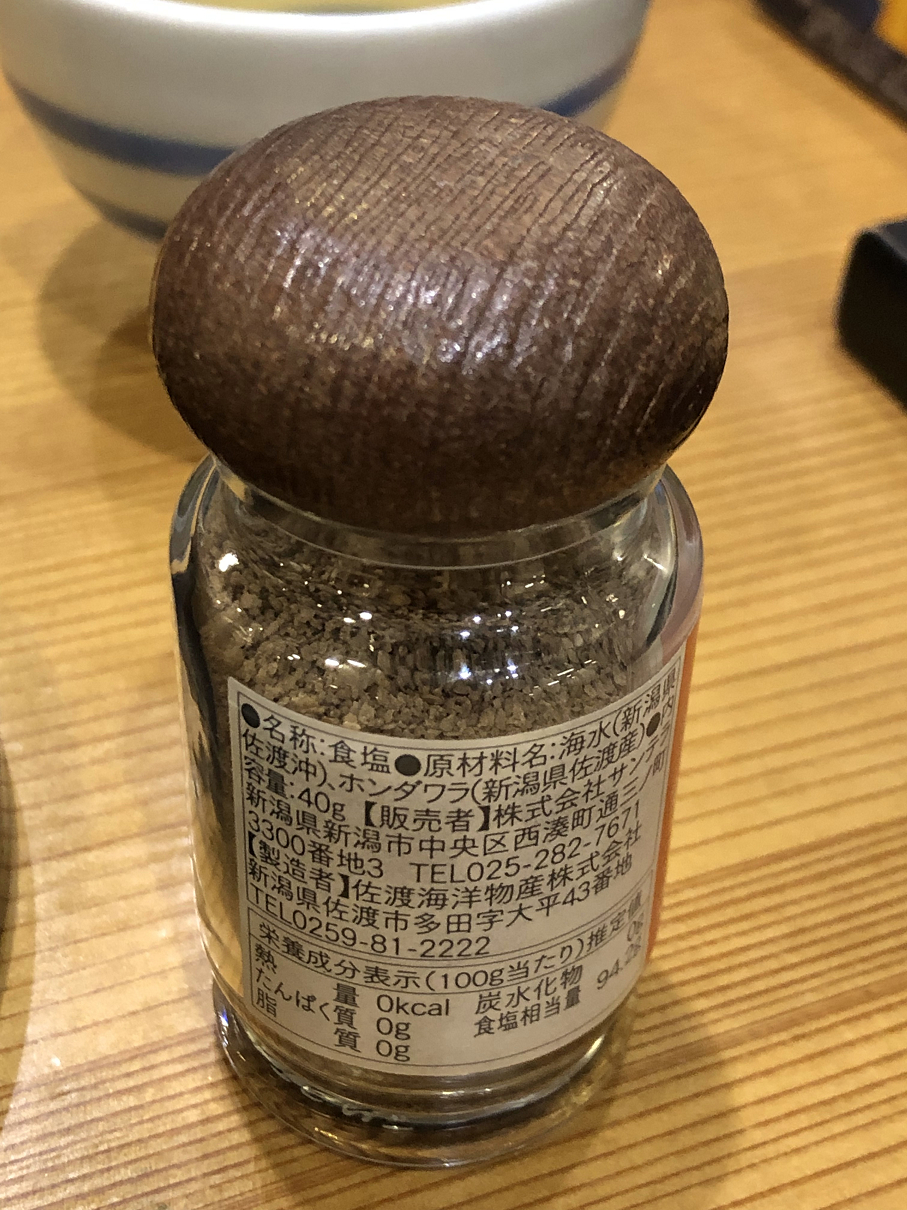 ●名称:食塩●原材料名:海水(新潟県
佐渡沖)、ホンダワラ(新潟県佐渡産)●内
容量:40g【販売者】株式会社サンテラ
新潟県新潟市中央区西湊町通三ノ町
3300番地3 TEL025-282-7671
【製造者】佐渡海洋物産株式会社
新潟県佐渡市多田字大平43番地
TEL0259-81-2222
栄養成分表示(100g当たり)推定値
熱量 0kcal 炭水化物 0g
たんぱく質 0g 食塩相当量 94.2g
脂質 0g